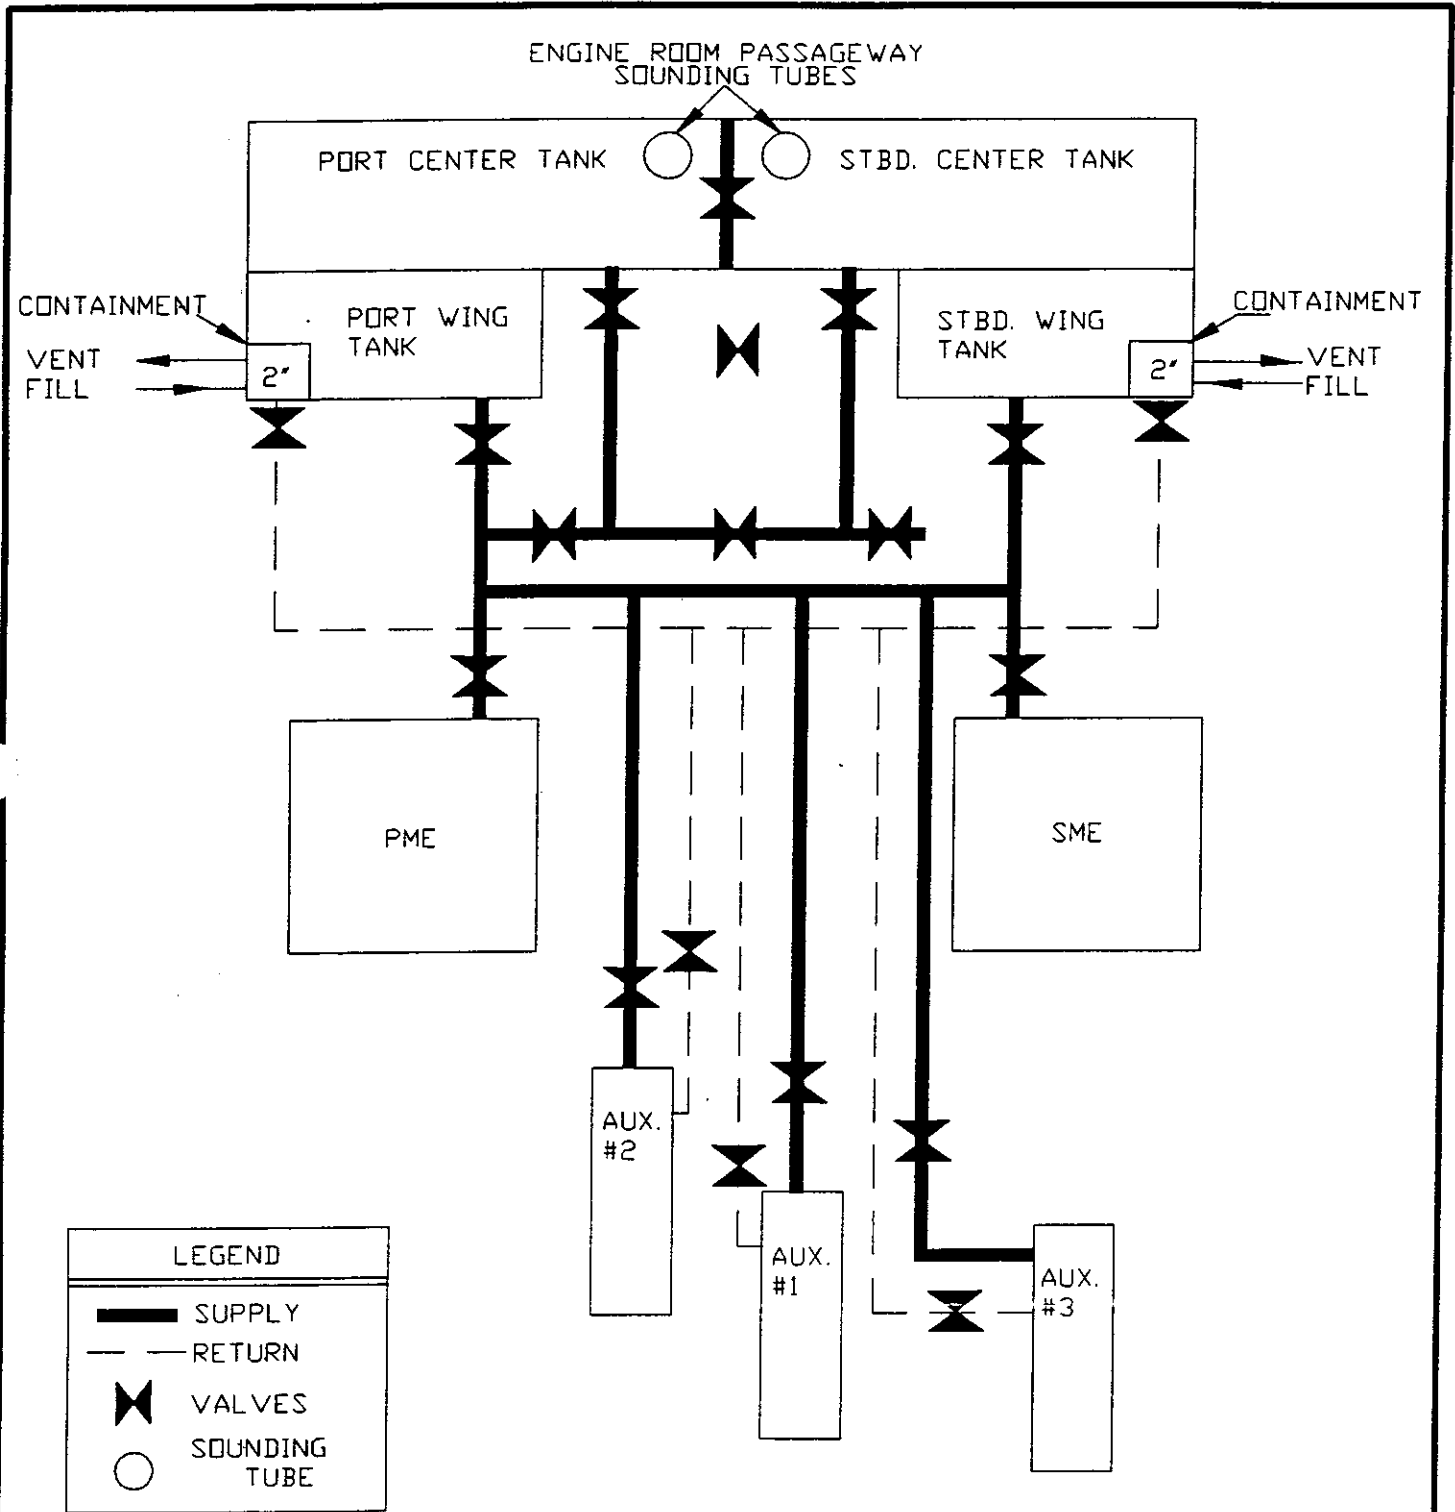 ENGINE ROOM PASSAGEWAY
SOUNDING TUBES
PORT CENTER TANK
STBD. CENTER TANK
CONTAINMENT
PORT WING
TANK
STBD. WING
TANK
CONTAINMENT
VENT
FILL
2"
2"
VENT
FILL
PME
SME
AUX.
#2
AUX.
#1
AUX.
#3
LEGEND
SUPPLY
RETURN
VALVES
SOUNDING
TUBE